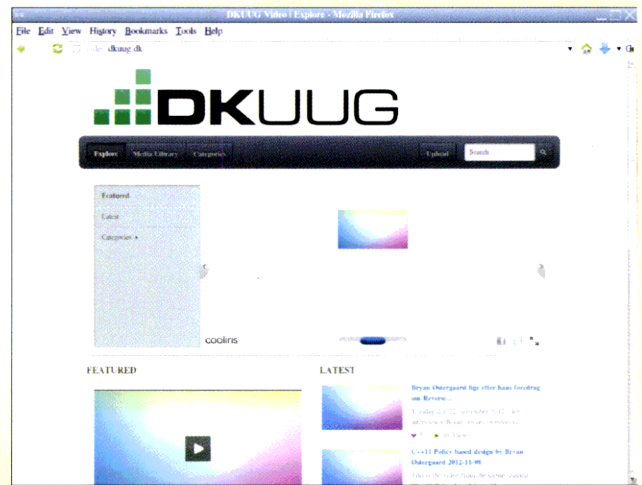 DKUUG Video | Explore - Mozilla Firefox
File Edit View History Bookmarks Tools Help
dkuug.dk
DKUUG
Explore Media Library Categories Upload Search
Featured
Latest
Categories
cooliris
FEATURED
LATEST
Bryan Østergaard lige efter hans foredrag
om Reverse...
C++11 Policy based design by Bryan
Østergaard 2012-11-08